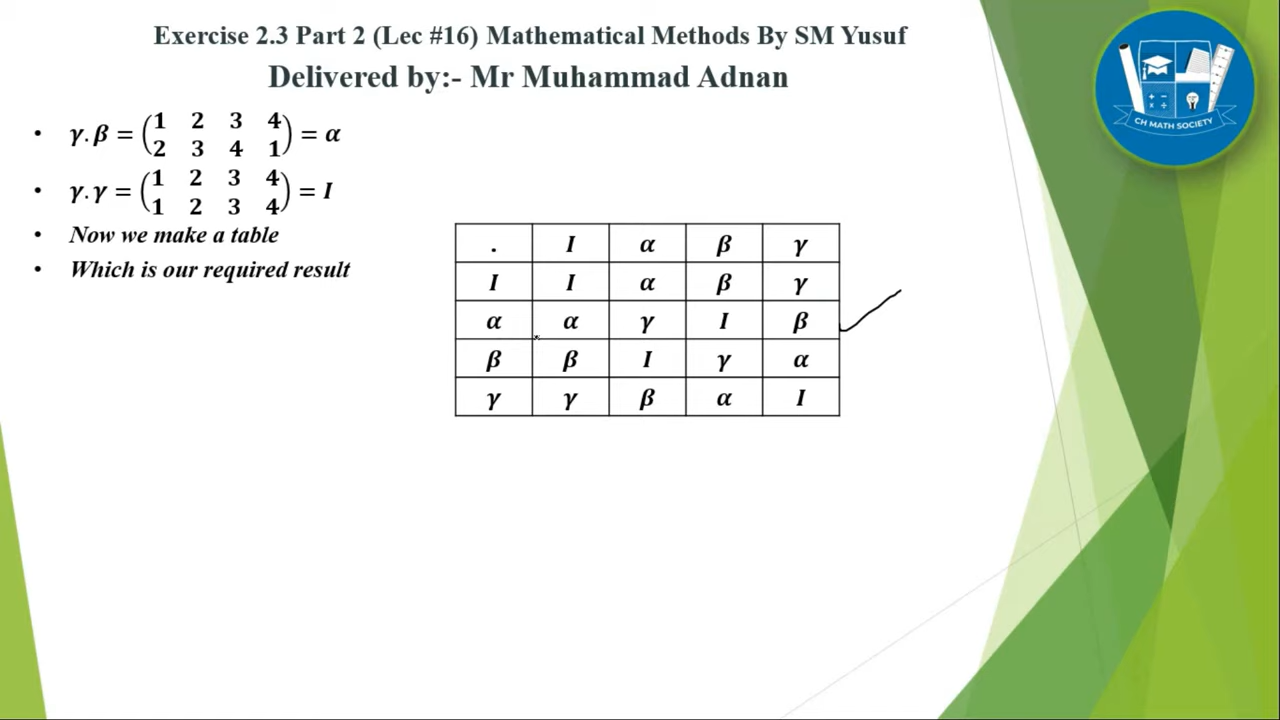 Exercise 2.3 Part 2 (Lec #16) Mathematical Methods By SM Yusuf
Delivered by:- Mr Muhammad Adnan
CH MATH SOCIETY
• γ.β = (1 2 3 4
2 3 4 1) = α
• γ.γ = (1 2 3 4
1 2 3 4) = I
• Now we make a table
• Which is our required result
. I α β γ
I I α β γ
α α γ I β
β β I γ α
γ γ β α I